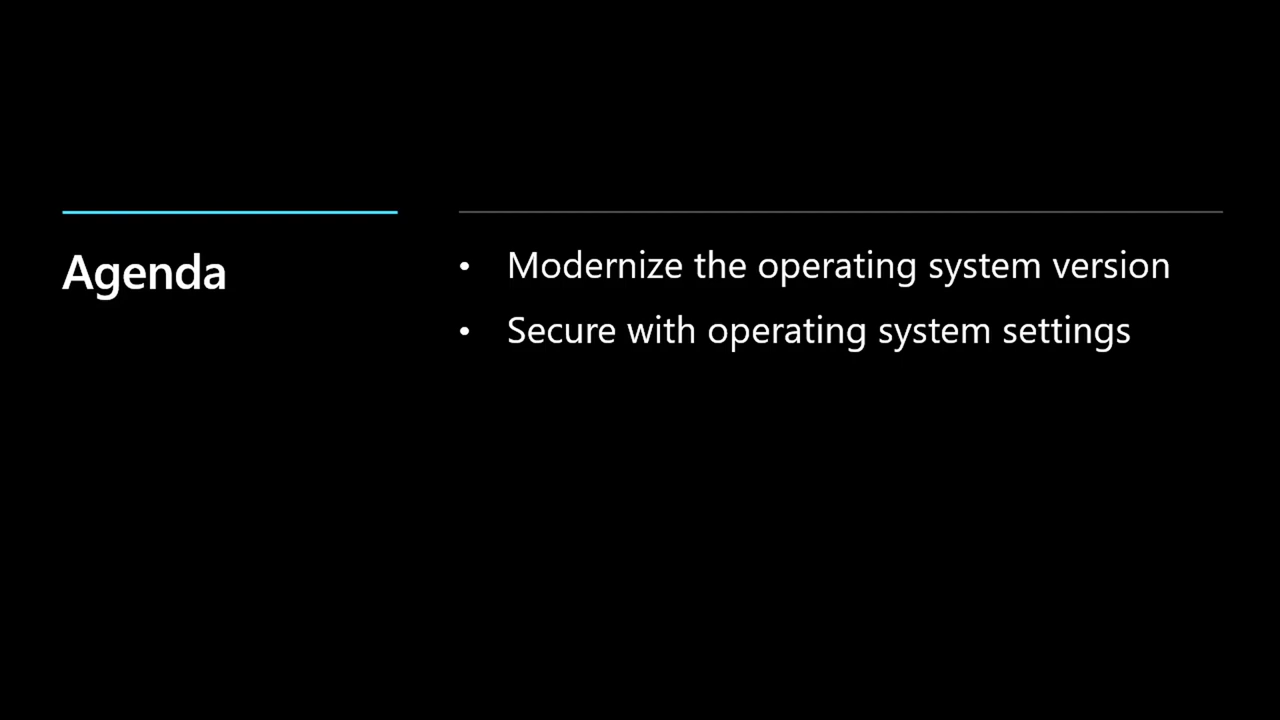 Agenda
• Modernize the operating system version
• Secure with operating system settings